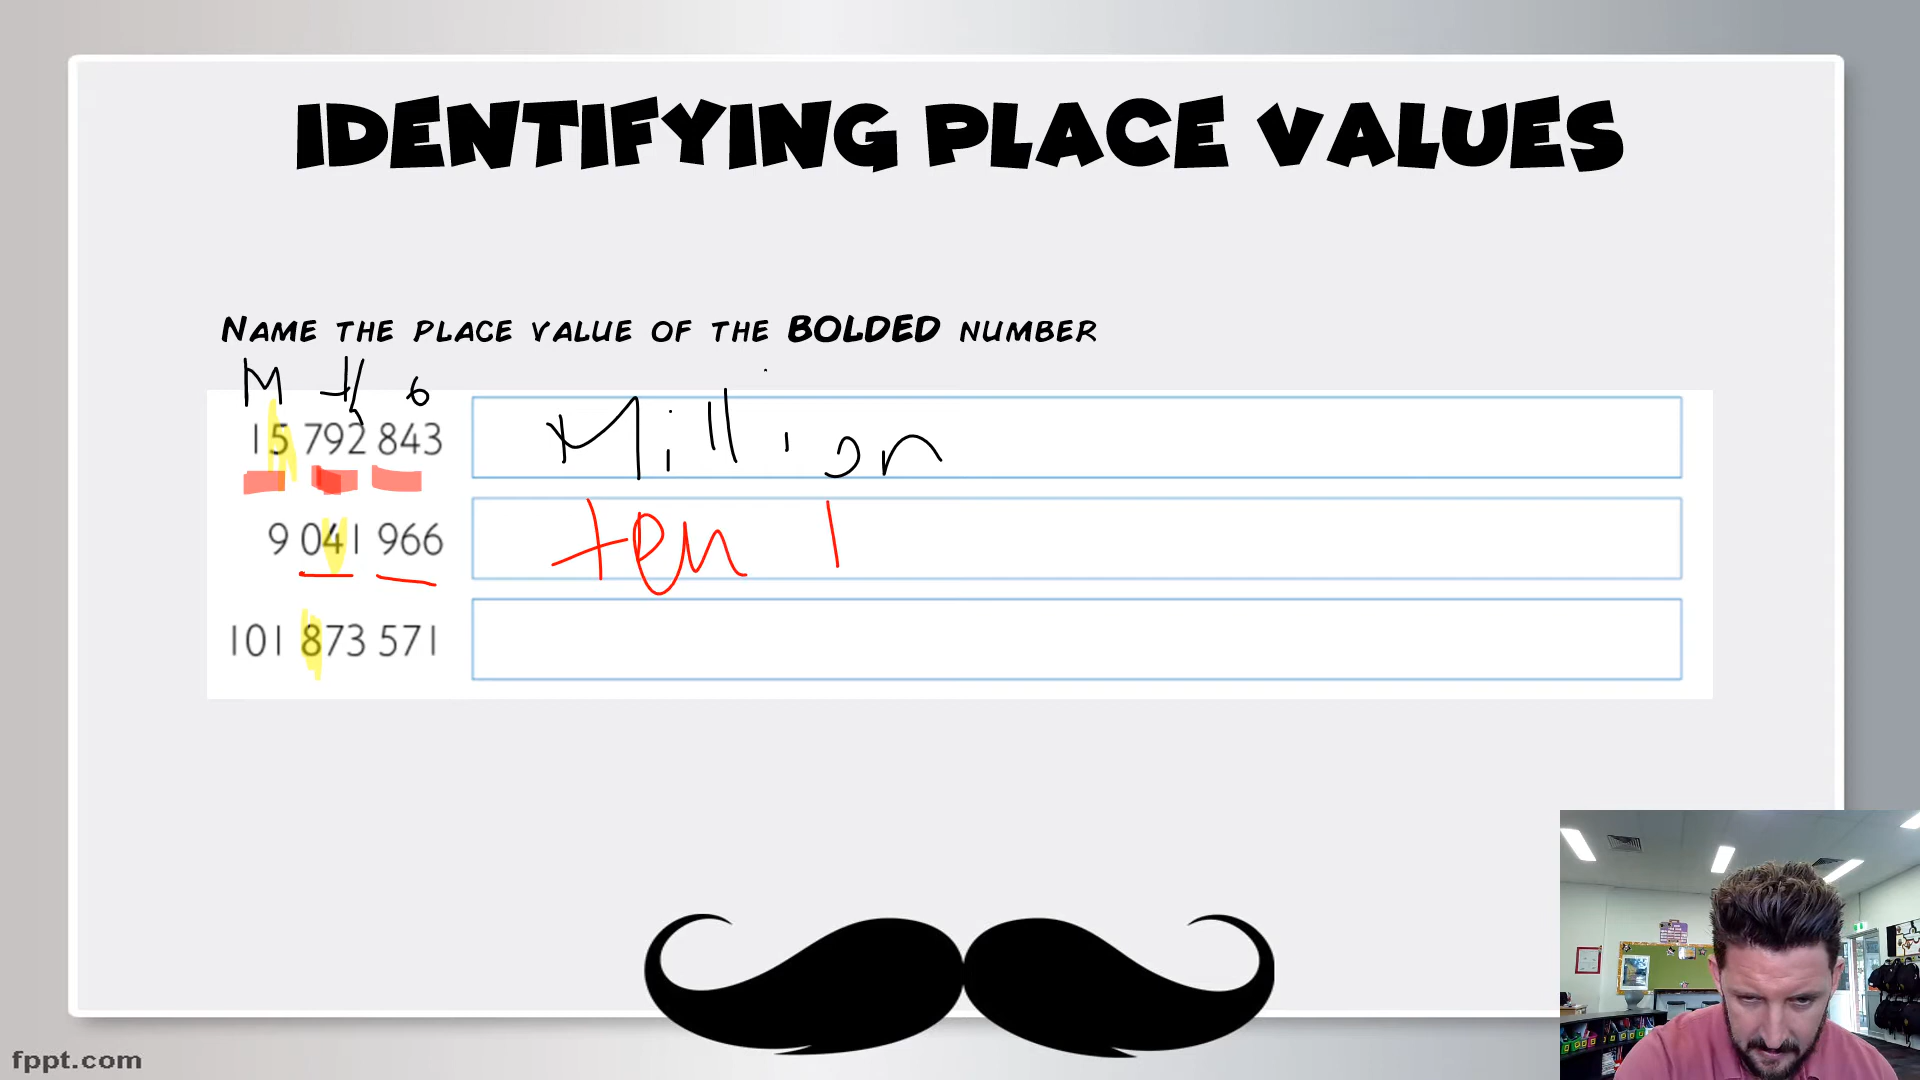 IDENTIFYING PLACE VALUES
NAME THE PLACE VALUE OF THE BOLDED NUMBER
M
15 792 843 Million
9 041 966 ten
101 873 571
fppt.com